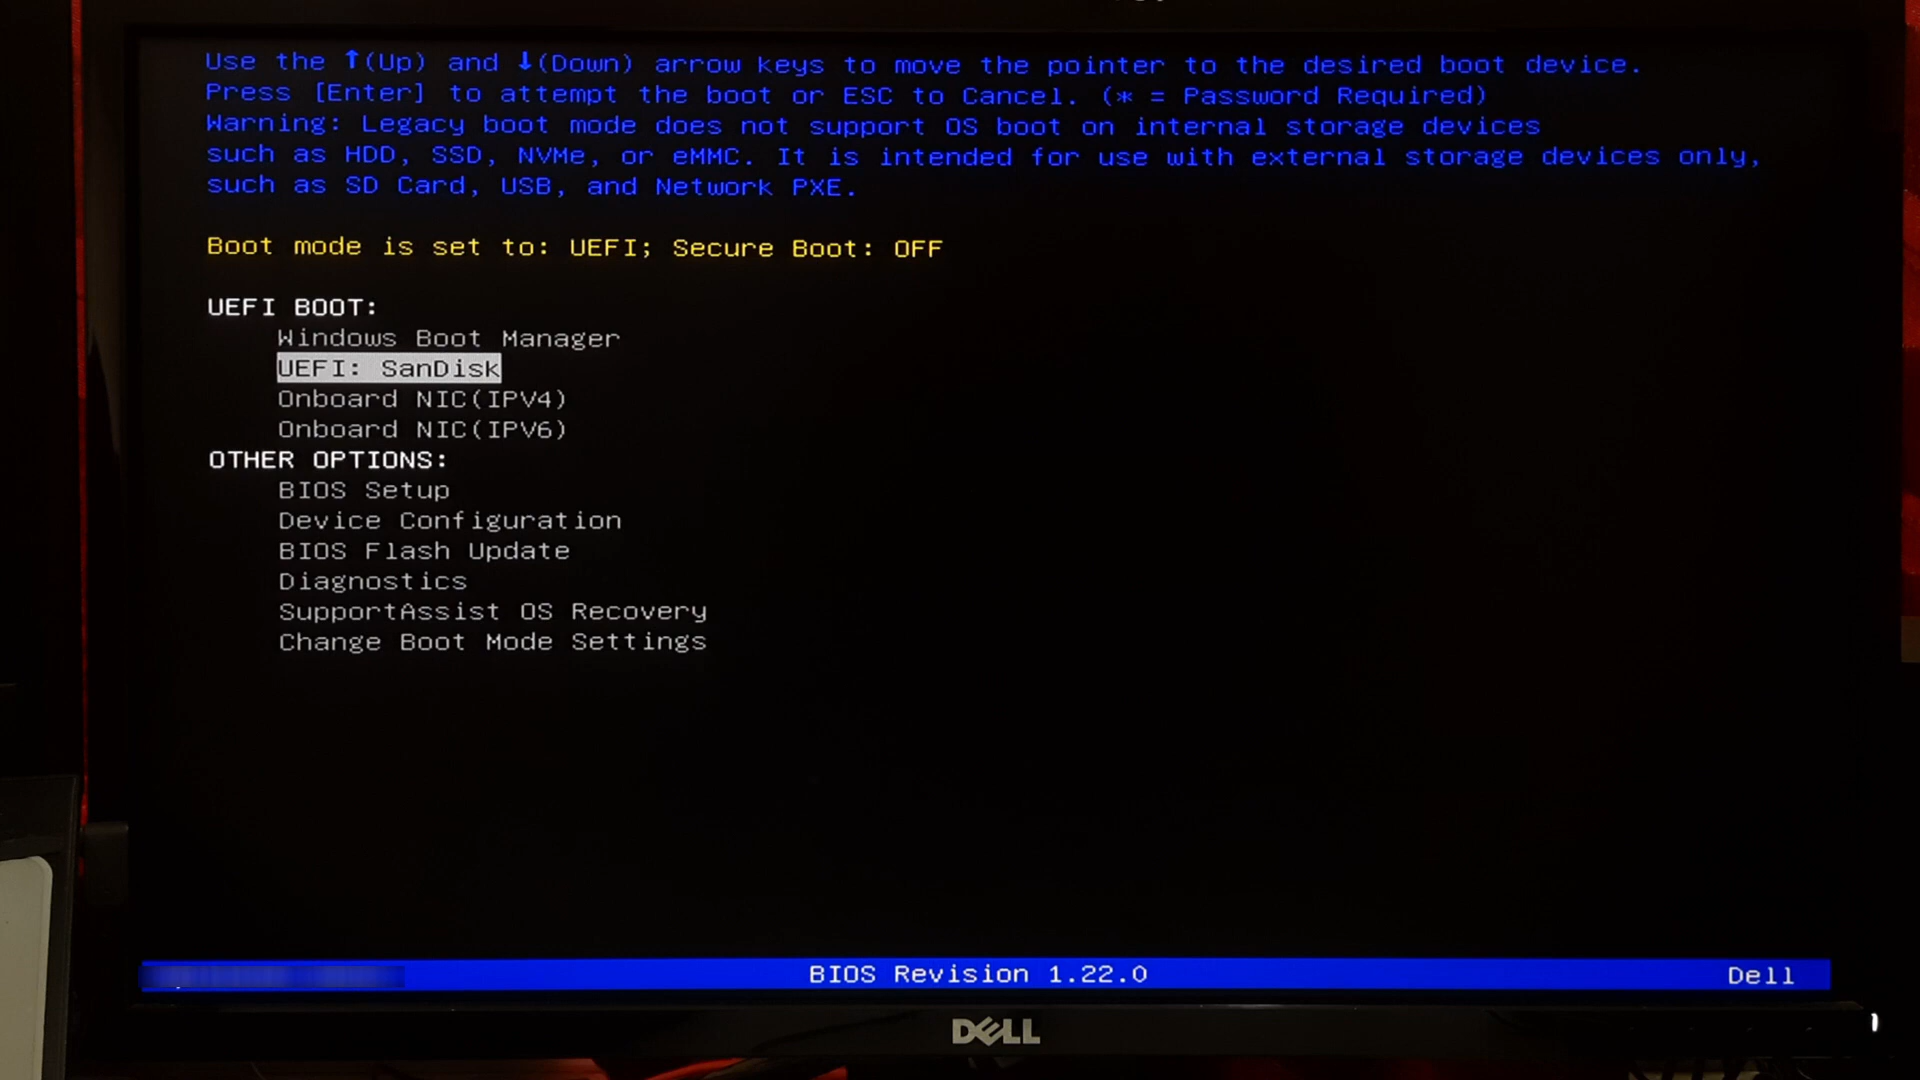 Use the ↑(Up) and ↓(Down) arrow keys to move the pointer to the desired boot device.
Press [Enter] to attempt the boot or ESC to Cancel. (* = Password Required)
Warning: Legacy boot mode does not support OS boot on internal storage devices
such as HDD, SSD, NVMe, or eMMC. It is intended for use with external storage devices only,
such as SD Card, USB, and Network PXE.
Boot mode is set to: UEFI; Secure Boot: OFF
UEFI BOOT:
Windows Boot Manager
UEFI: SanDisk
Onboard NIC(IPV4)
Onboard NIC(IPV6)
OTHER OPTIONS:
BIOS Setup
Device Configuration
BIOS Flash Update
Diagnostics
SupportAssist OS Recovery
Change Boot Mode Settings
BIOS Revision 1.22.0
Dell
DELL